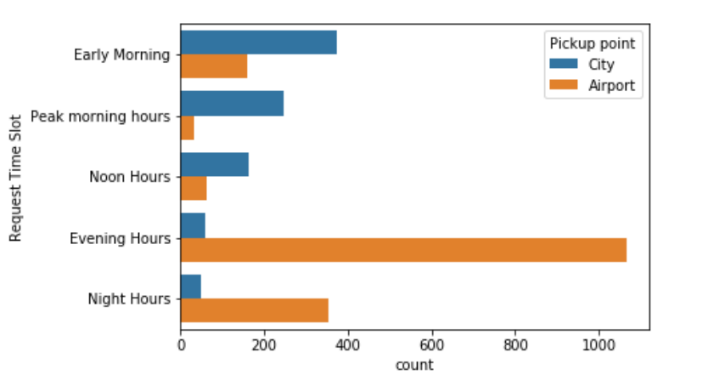 Pickup point
City
Airport
Request Time Slot
Early Morning
Peak morning hours
Noon Hours
Evening Hours
Night Hours
0 200 400 600 800 1000
count